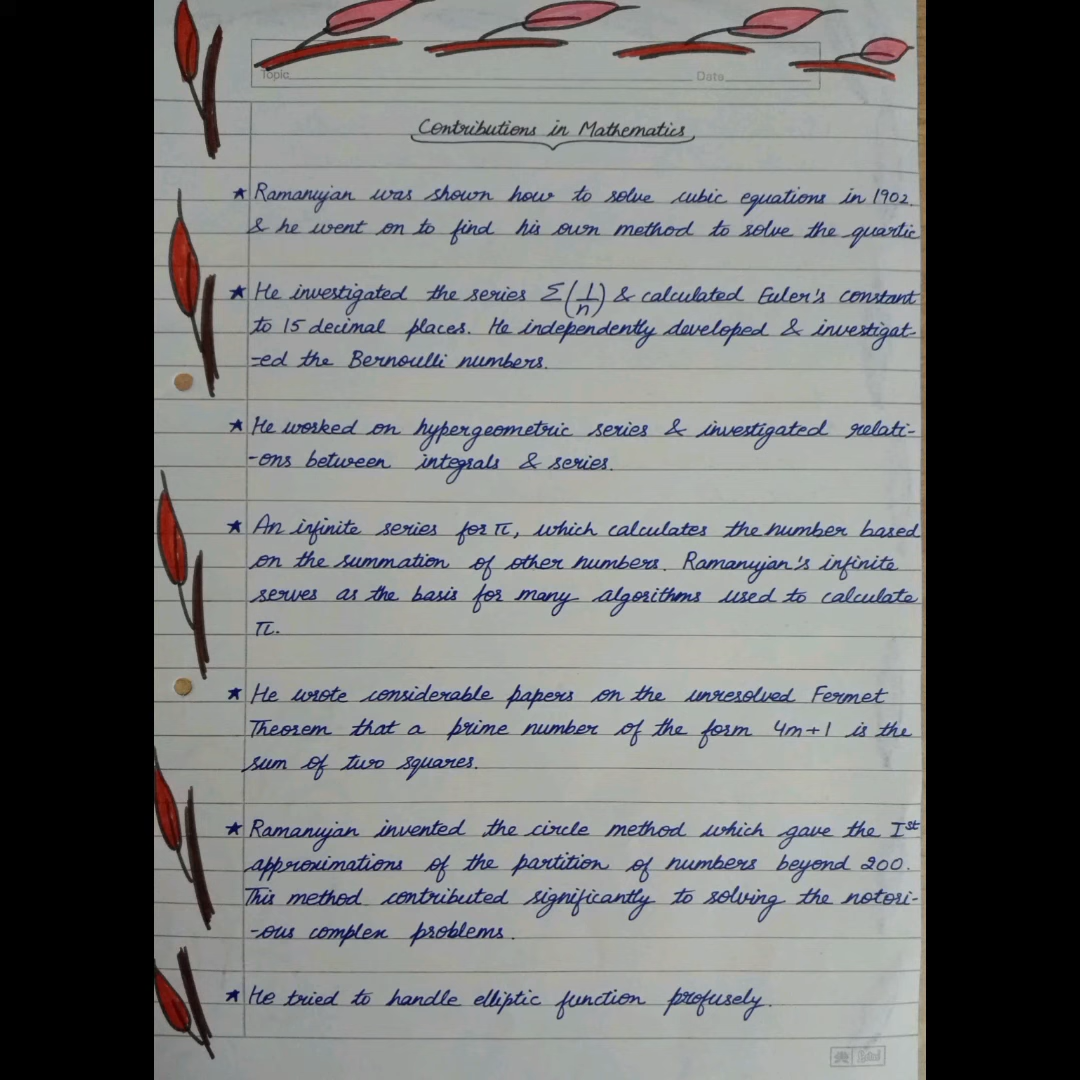 Topic Date
Contributions in Mathematics
★ Ramanujan was shown how to solve cubic equations in 1902.
& he went on to find his own method to solve the quartic
★ He investigated the series Σ(1/n) & calculated Euler's constant
to 15 decimal places. He independently developed & investigat-
-ed the Bernoulli numbers.
★ He worked on hypergeometric series & investigated relati-
-ons between integrals & series.
★ An infinite series for π, which calculates the number based
on the summation of other numbers. Ramanujan's infinite
serves as the basis for many algorithms used to calculate
π.
★ He wrote considerable papers on the unresolved Fermet
Theorem that a prime number of the form 4m+1 is the
sum of two squares.
★ Ramanujan invented the circle method which gave the Ist
approximations of the partition of numbers beyond 200.
This method contributed significantly to solving the notori-
-ous complex problems.
★ He tried to handle elliptic function profusely.